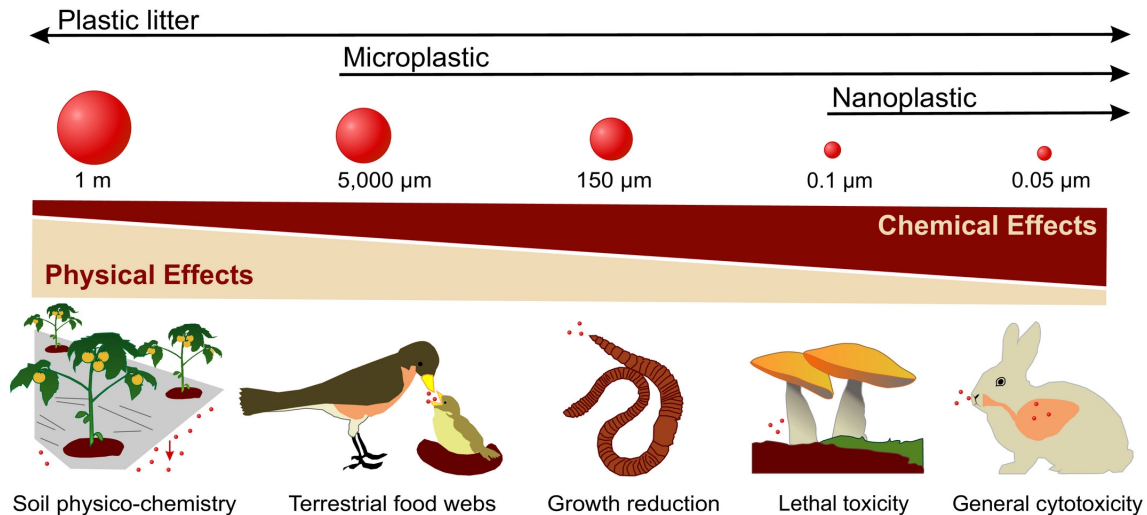 Plastic litter
Microplastic
Nanoplastic
1 m
5,000 μm
150 μm
0.1 μm
0.05 μm
Chemical Effects
Physical Effects
Soil physico-chemistry
Terrestrial food webs
Growth reduction
Lethal toxicity
General cytotoxicity